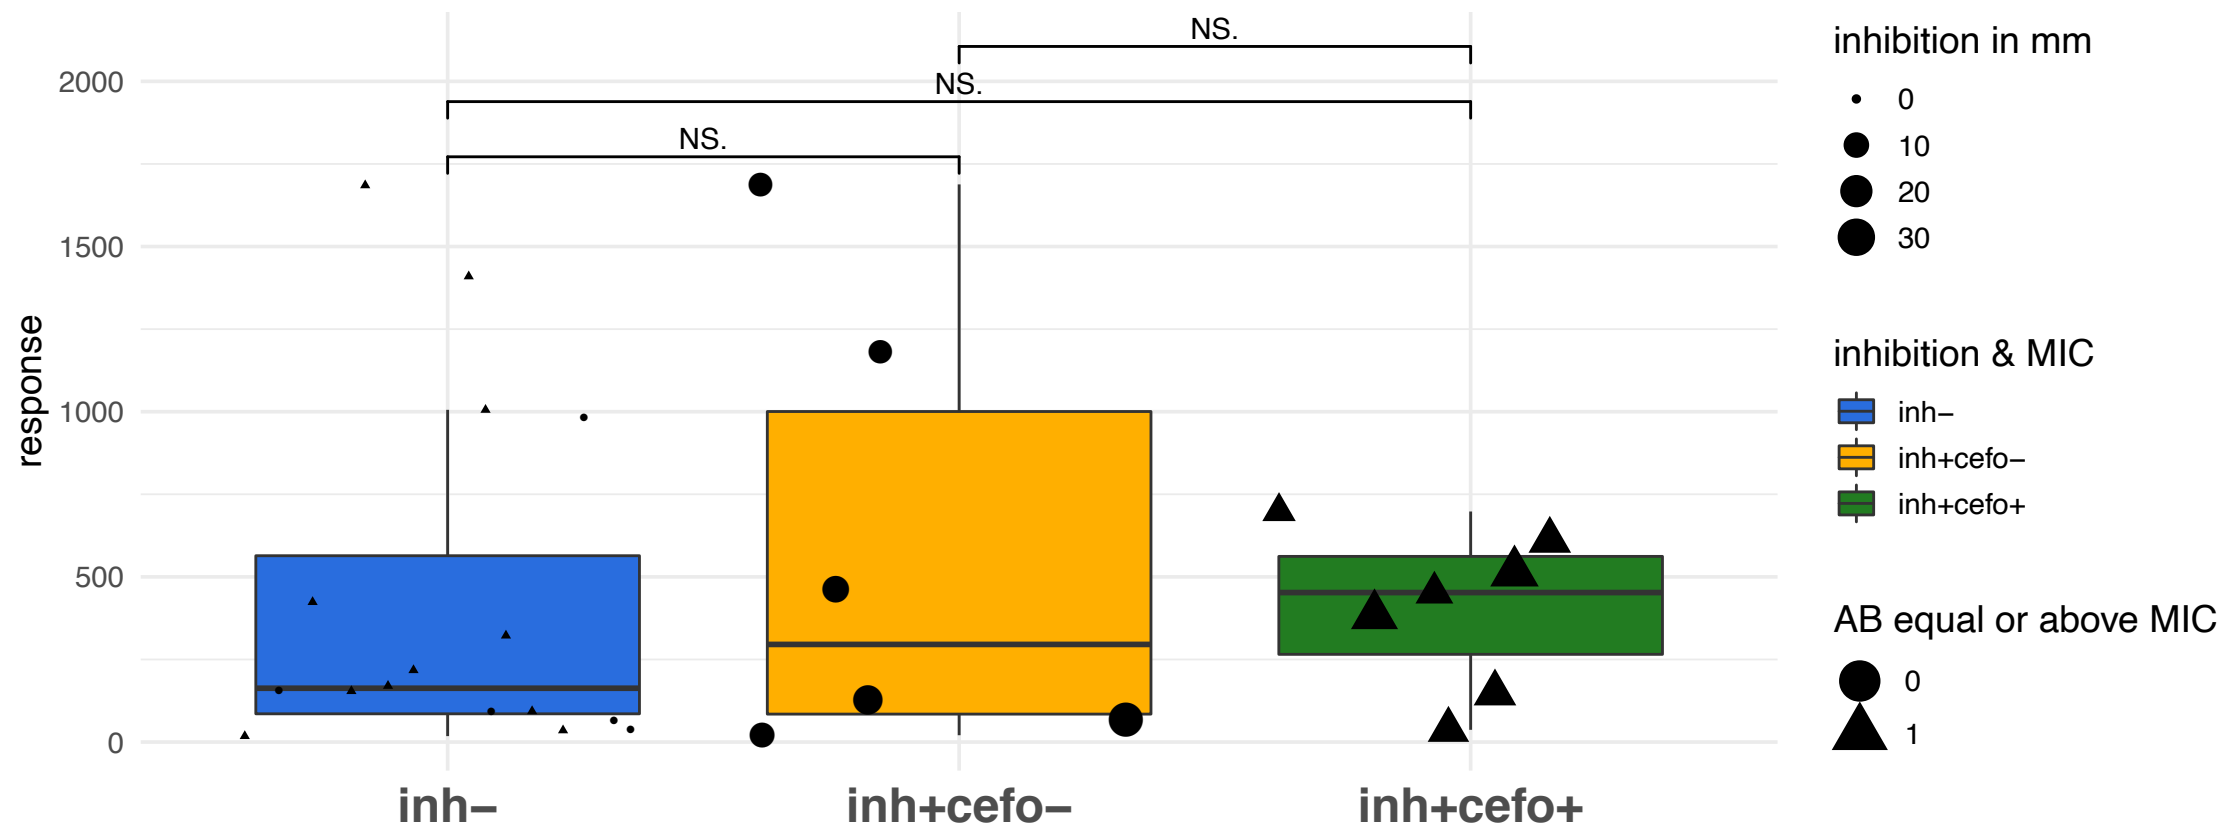 NS.
NS.
NS.
2000
1500
1000
500
0
response
inh−
inh+cefo−
inh+cefo+
inhibition in mm
0
10
20
30
inhibition & MIC
inh−
inh+cefo−
inh+cefo+
AB equal or above MIC
0
1